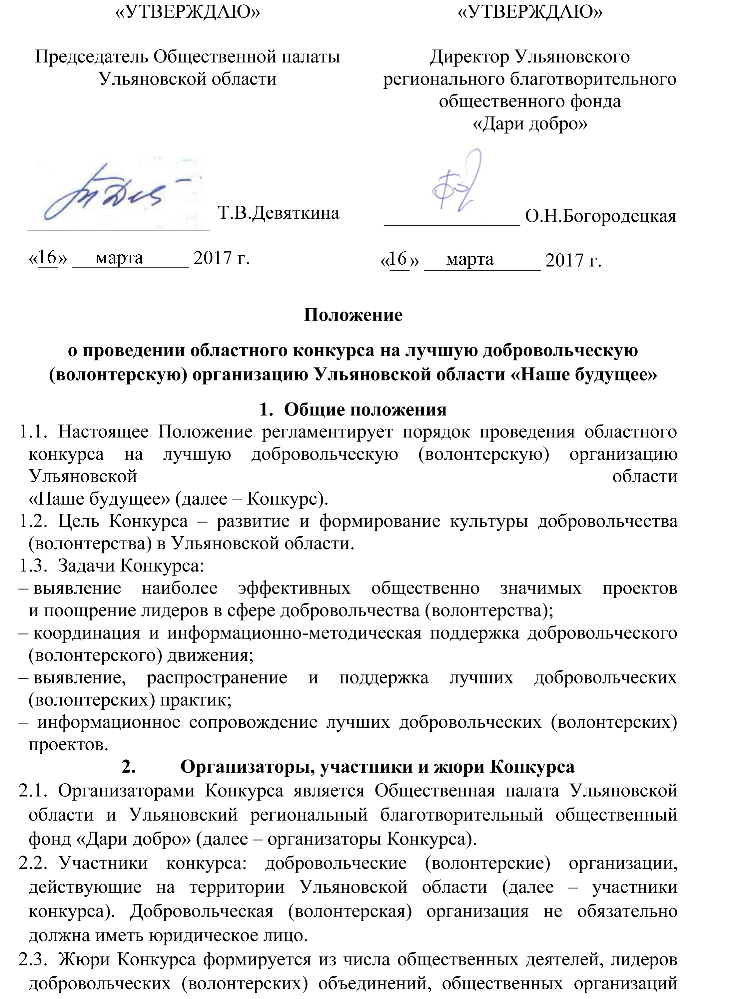 «УТВЕРЖДАЮ»
Председатель Общественной палаты
Ульяновской области
Т.В.Девяткина
«16» марта 2017 г.
«УТВЕРЖДАЮ»
Директор Ульяновского
регионального благотворительного
общественного фонда
«Дари добро»
О.Н.Богородецкая
«16» марта 2017 г.
Положение
о проведении областного конкурса на лучшую добровольческую
(волонтерскую) организацию Ульяновской области «Наше будущее»
1. Общие положения
1.1. Настоящее Положение регламентирует порядок проведения областного
конкурса на лучшую добровольческую (волонтерскую) организацию
Ульяновской области
«Наше будущее» (далее – Конкурс).
1.2. Цель Конкурса – развитие и формирование культуры добровольчества
(волонтерства) в Ульяновской области.
1.3. Задачи Конкурса:
– выявление наиболее эффективных общественно значимых проектов
и поощрение лидеров в сфере добровольчества (волонтерства);
– координация и информационно-методическая поддержка добровольческого
(волонтерского) движения;
– выявление, распространение и поддержка лучших добровольческих
(волонтерских) практик;
– информационное сопровождение лучших добровольческих (волонтерских)
проектов.
2. Организаторы, участники и жюри Конкурса
2.1. Организаторами Конкурса является Общественная палата Ульяновской
области и Ульяновский региональный благотворительный общественный
фонд «Дари добро» (далее – организаторы Конкурса).
2.2. Участники конкурса: добровольческие (волонтерские) организации,
действующие на территории Ульяновской области (далее – участники
конкурса). Добровольческая (волонтерская) организация не обязательно
должна иметь юридическое лицо.
2.3. Жюри Конкурса формируется из числа общественных деятелей, лидеров
добровольческих (волонтерских) объединений, общественных организаций